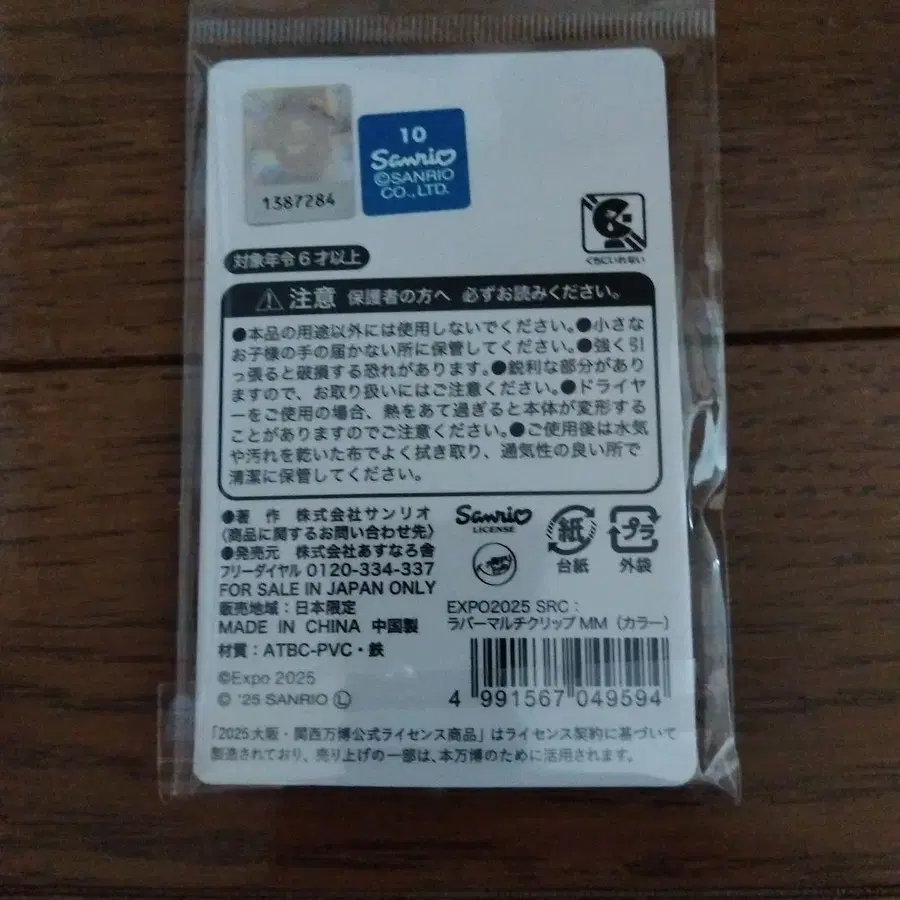 1387284
10
Sanrio
©SANRIO
CO., LTD.
くちにいれない
対象年令6才以上
注意 保護者の方へ 必ずお読みください。
●本品の用途以外には使用しないでください。●小さな
お子様の手の届かない所に保管してください。●強く引
っ張ると破損する恐れがあります。●鋭利な部分があり
ますので、お取り扱いにはご注意ください。●ドライヤ
ーをご使用の場合、熱をあて過ぎると本体が変形する
ことがありますのでご注意ください。●ご使用後は水気
や汚れを乾いた布でよく拭き取り、通気性の良い所で
清潔に保管してください。
●著 作 株式会社サンリオ
〈商品に関するお問い合わせ先〉
●発売元 株式会社あすなろ舎
フリーダイヤル 0120-334-337
FOR SALE IN JAPAN ONLY
販売地域：日本限定
MADE IN CHINA 中国製
材質：ATBC-PVC・鉄
©Expo 2025
© '25 SANRIO Ⓛ
Sanrio
LICENSE
紙
台紙
プラ
外袋
EXPO2025 SRC：
ラバーマルチクリップ MM（カラー）
4 991567 049594
「2025大阪・関西万博公式ライセンス商品」はライセンス契約に基づいて
製造されており、売り上げの一部は、本万博のために活用されます。